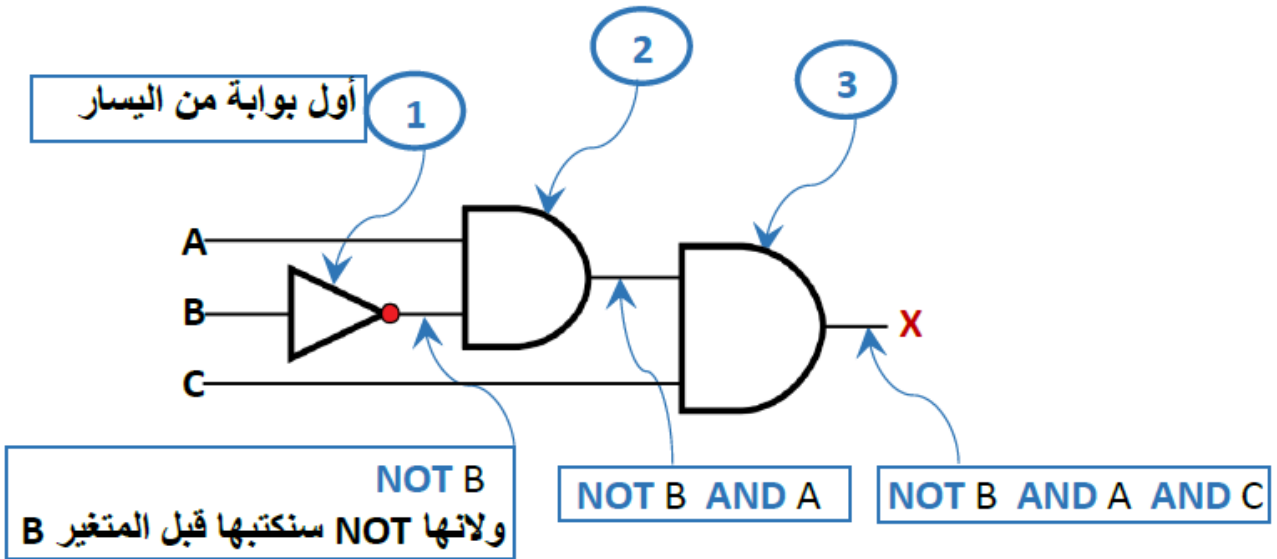 2
3
أول بوابة من اليسار
1
A
B
X
C
NOT B
ولانها NOT سنكتبها قبل المتغير B
NOT B AND A
NOT B AND A AND C